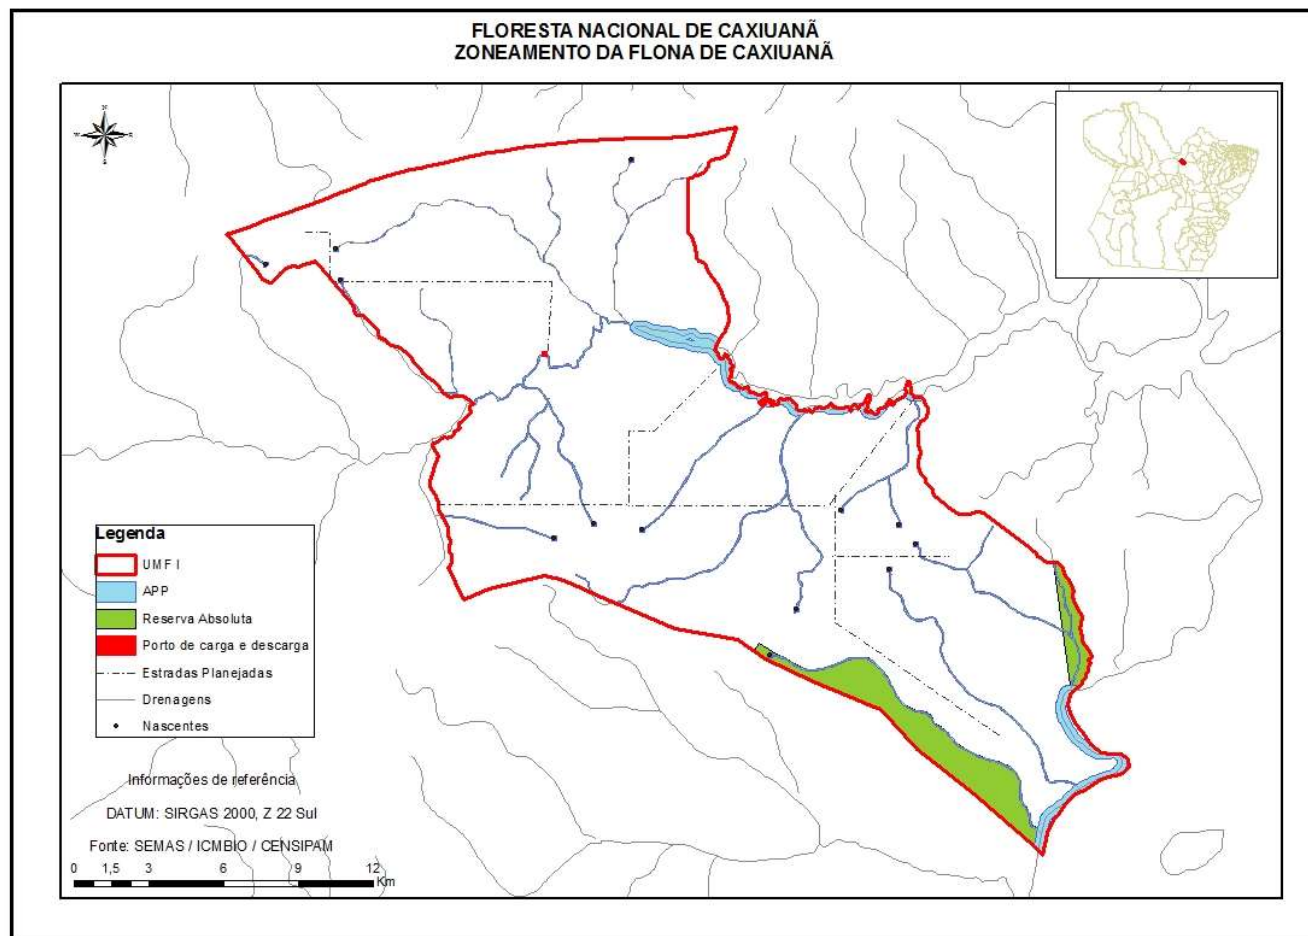 FLORESTA NACIONAL DE CAXIUANÃ
ZONEAMENTO DA FLONA DE CAXIUANÃ
N
W
E
S
Legenda
UMF I
APP
Reserva Absoluta
Porto de carga e descarga
Estradas Planejadas
Drenagens
Nascentes
Informações de referência
DATUM: SIRGAS 2000, Z 22 Sul
Fonte: SEMAS / ICMBIO / CENSIPAM
0 1,5 3 6 9 12
Km